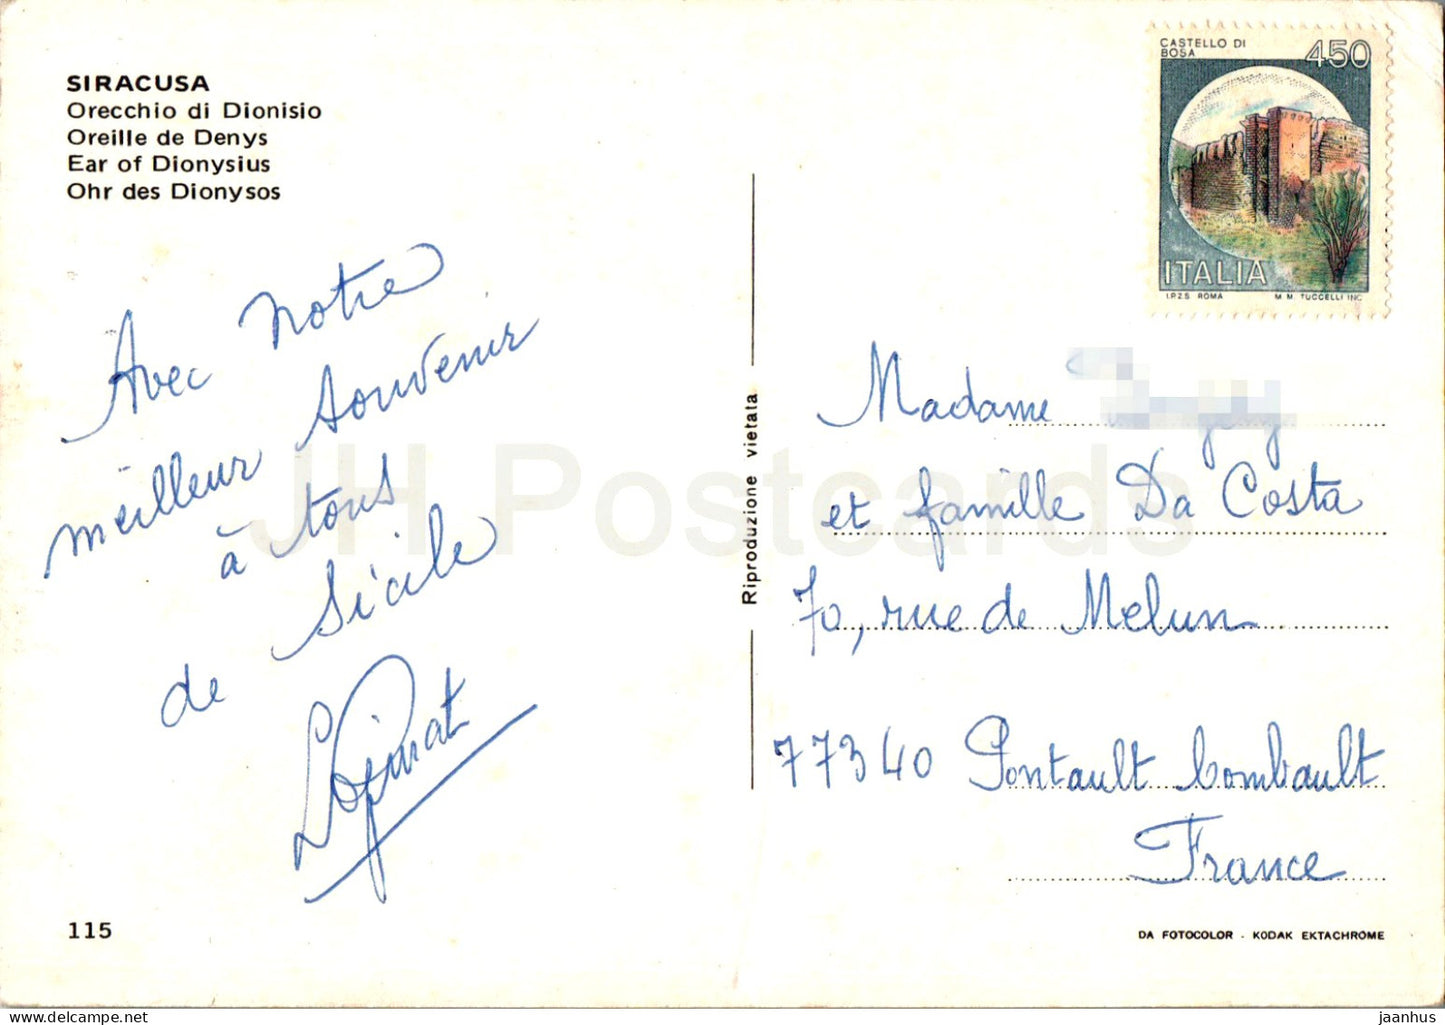 SIRACUSA
Orecchio di Dionisio
Oreille de Denys
Ear of Dionysius
Ohr des Dionysos
Avec notre
meilleur souvenir
à tous
de Sicile
115
Riproduzione vietata
CASTELLO DI
BOSA
450
ITALIA
I.P.Z.S. ROMA M.M. TUCCELLI INC.
Madame
et famille Da Costa
70, rue de Melun
77340 Pontault Combault
France
DA FOTOCOLOR - KODAK EKTACHROME
JH Postcards
jaanhus
delcampe.net